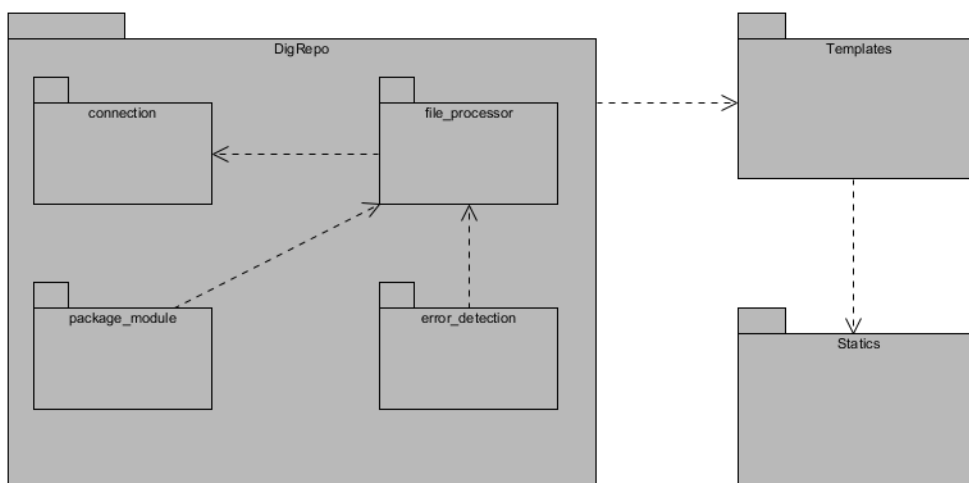 DigRepo
Templates
connection
file_processor
package_module
error_detection
Statics